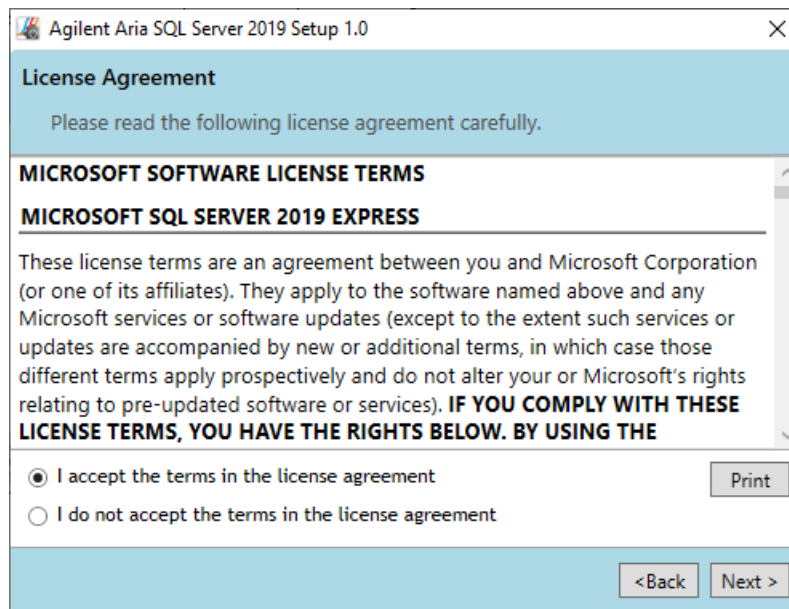 Agilent Aria SQL Server 2019 Setup 1.0
License Agreement
Please read the following license agreement carefully.
MICROSOFT SOFTWARE LICENSE TERMS
MICROSOFT SQL SERVER 2019 EXPRESS
These license terms are an agreement between you and Microsoft Corporation
(or one of its affiliates). They apply to the software named above and any
Microsoft services or software updates (except to the extent such services or
updates are accompanied by new or additional terms, in which case those
different terms apply prospectively and do not alter your or Microsoft’s rights
relating to pre-updated software or services). IF YOU COMPLY WITH THESE
LICENSE TERMS, YOU HAVE THE RIGHTS BELOW. BY USING THE
I accept the terms in the license agreement
Print
I do not accept the terms in the license agreement
<Back
Next >